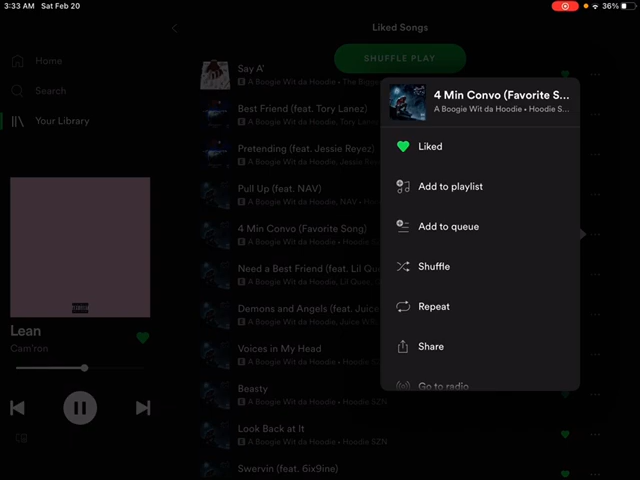 3:33 AM Sat Feb 20
36%
Liked Songs
SHUFFLE PLAY
Home
Search
Your Library
Lean
Cam'ron
Say A'
E A Boogie Wit da Hoodie • The Bigge
Best Friend (feat. Tory Lanez)
E A Boogie Wit da Hoodie, Tory Lanez
Pretending (feat. Jessie Reyez)
E A Boogie Wit da Hoodie, Jessie Reyez
Pull Up (feat. NAV)
E A Boogie Wit da Hoodie, NAV • Hoo
4 Min Convo (Favorite Song)
E A Boogie Wit da Hoodie • Hoodie S
Need a Best Friend (feat. Lil Qu
E A Boogie Wit da Hoodie, Lil Quee
Demons and Angels (feat. Juice
E A Boogie Wit da Hoodie, Juice WR
Voices in My Head
E A Boogie Wit da Hoodie • Hoodie SZN
Beasty
E A Boogie Wit da Hoodie • Hoodie SZN
Look Back at It
E A Boogie Wit da Hoodie • Hoodie SZN
Swervin (feat. 6ix9ine)
4 Min Convo (Favorite S...
A Boogie Wit da Hoodie • Hoodie S...
Liked
Add to playlist
Add to queue
Shuffle
Repeat
Share
Go to radio